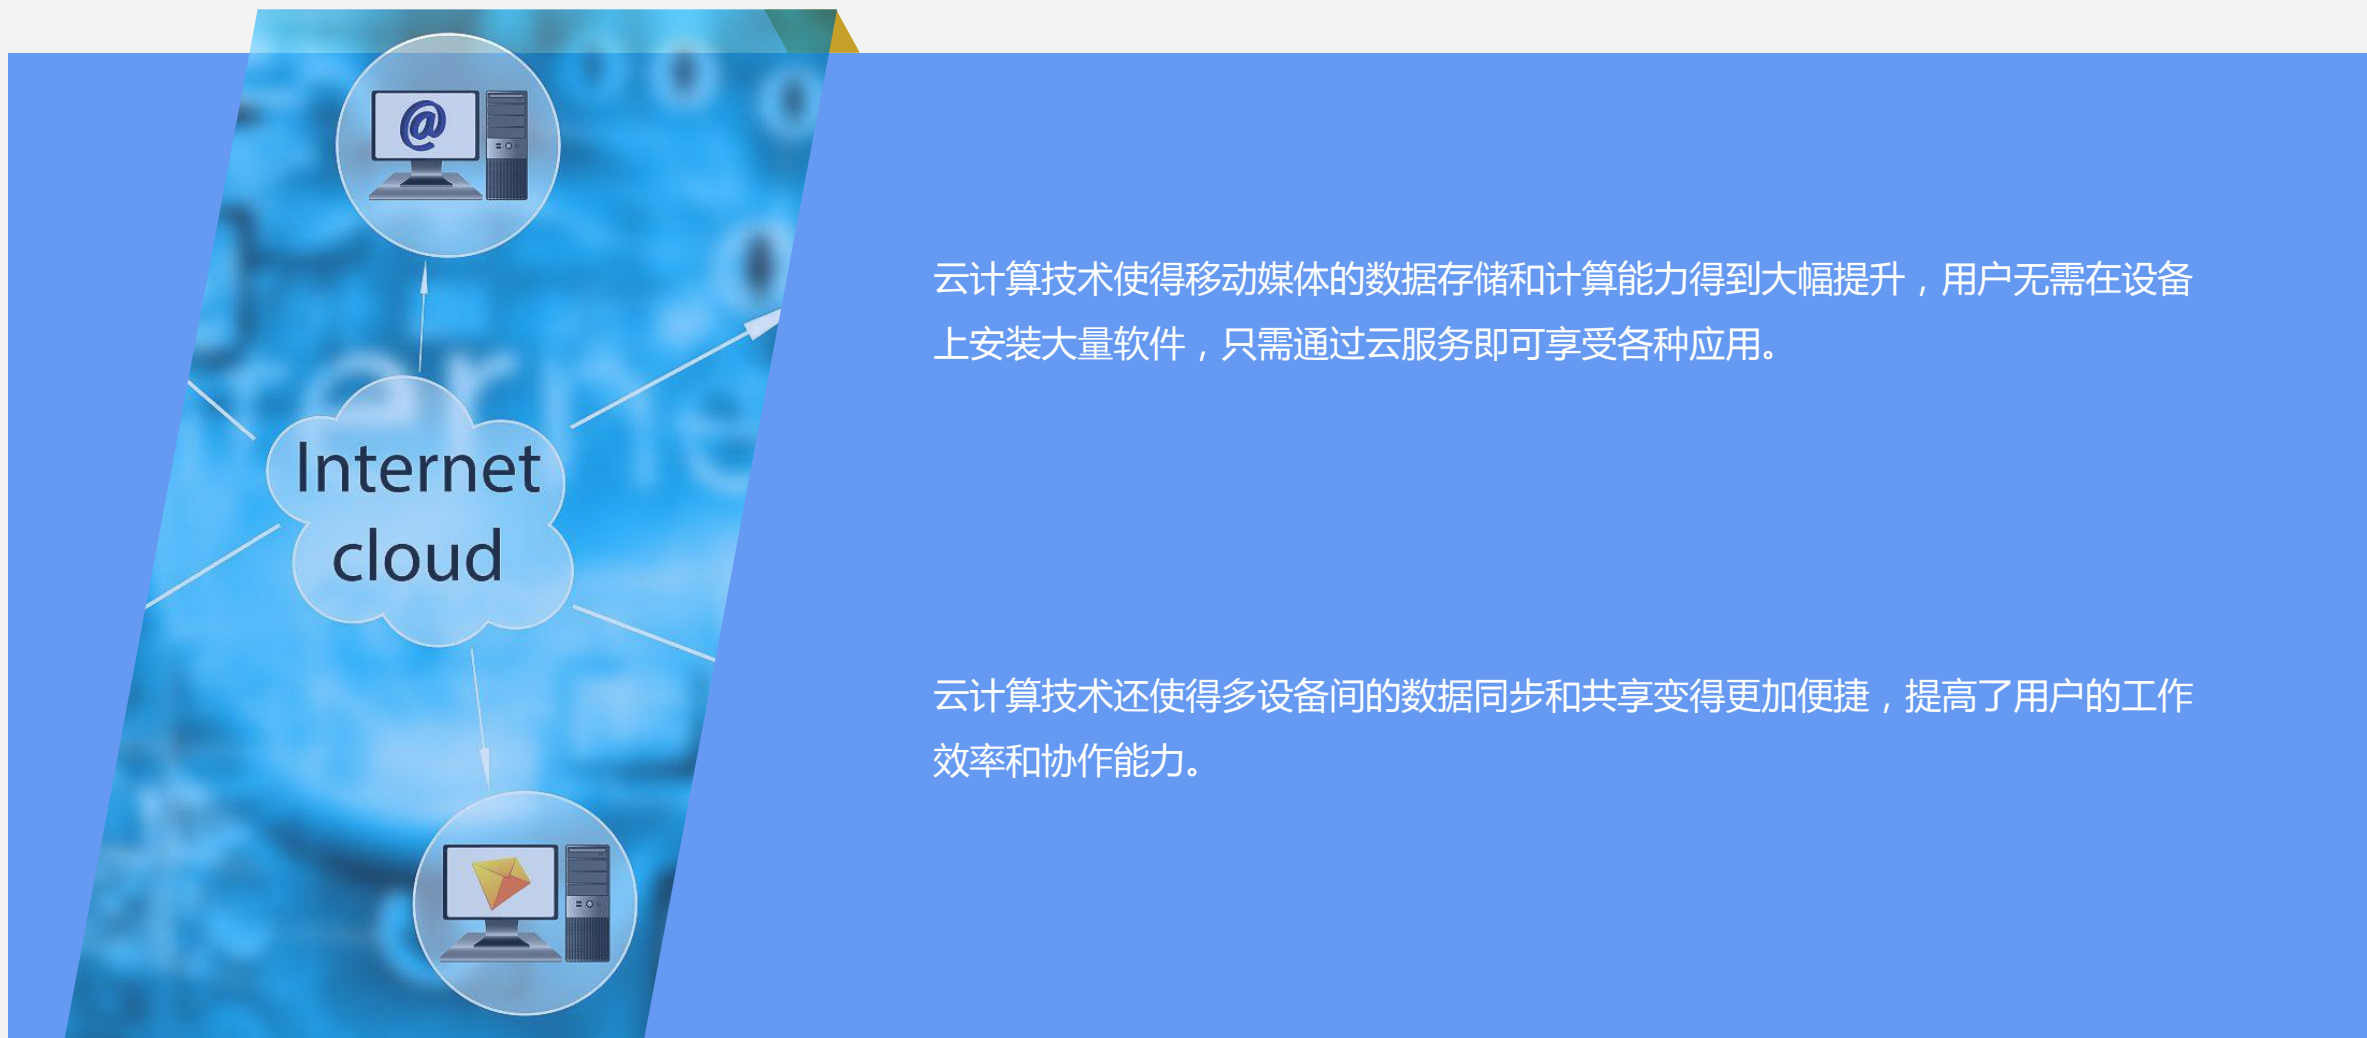 @
Internet
cloud
云计算技术使得移动媒体的数据存储和计算能力得到大幅提升，用户无需在设备
上安装大量软件，只需通过云服务即可享受各种应用。
云计算技术还使得多设备间的数据同步和共享变得更加便捷，提高了用户的工作
效率和协作能力。